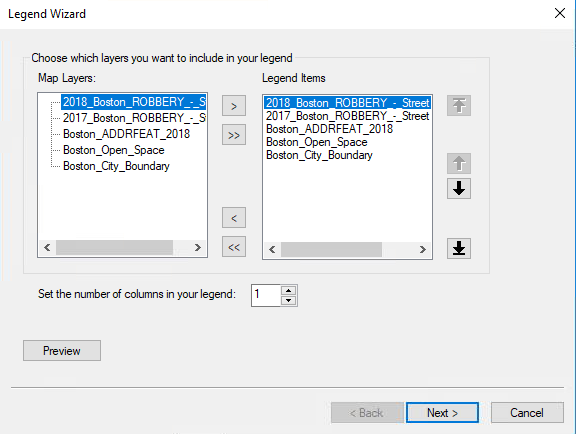 Legend Wizard
Choose which layers you want to include in your legend
Map Layers:
Legend Items
2018_Boston_ROBBERY_-_S
2017_Boston_ROBBERY_-_S
Boston_ADDRFEAT_2018
Boston_Open_Space
Boston_City_Boundary
>
>>
<
<<
2018_Boston_ROBBERY_-_Street
2017_Boston_ROBBERY_-_Street
Boston_ADDRFEAT_2018
Boston_Open_Space
Boston_City_Boundary
Set the number of columns in your legend: 1
Preview
< Back Next > Cancel